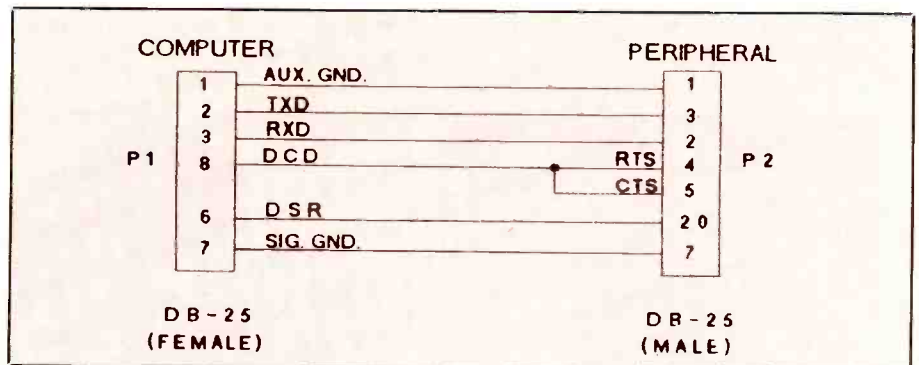 COMPUTER
PERIPHERAL
1 AUX. GND. 1
2 TXD 3
3 RXD 2
P1 8 DCD RTS 4 P2
CTS 5
6 DSR 20
7 SIG. GND. 7
DB-25
(FEMALE)
DB-25
(MALE)